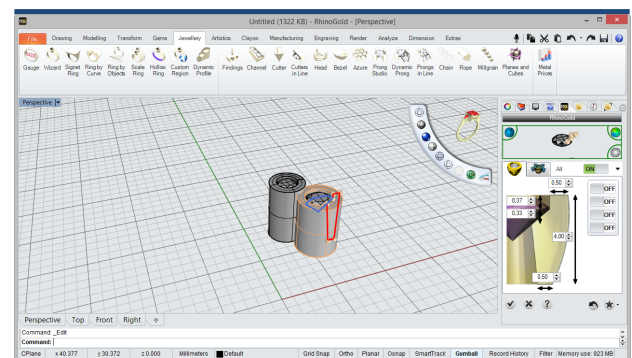 Untitled (1322 KB) - RhinoGold - [Perspective]
File Drawing Modelling Transform Gems Jewellery Artistics Clayoo Manufacturing Engraving Render Analyze Dimension Extras
Gauge Wizard Signet Ring Ring by Curve Ring by Objects Scale Ring Hollow Ring Custom Region Dynamic Profile Findings Channel Cutter Cutters in Line Head Bezel Azure Prong Studio Dynamic Prong Prongs in Line Chain Rope Millgrain Planes and Cubes Metal Prices
Perspective
RhinoGold
All ON
0.50
OFF
0.37
OFF
0.33
OFF
4.00
OFF
0.50
Perspective Top Front Right
Command: _Edit
Command:
CPlane x 40.377 y 30.372 z 0.000 Millimeters Default Grid Snap Ortho Planar Osnap SmartTrack Gumball Record History Filter Memory use: 923 MB